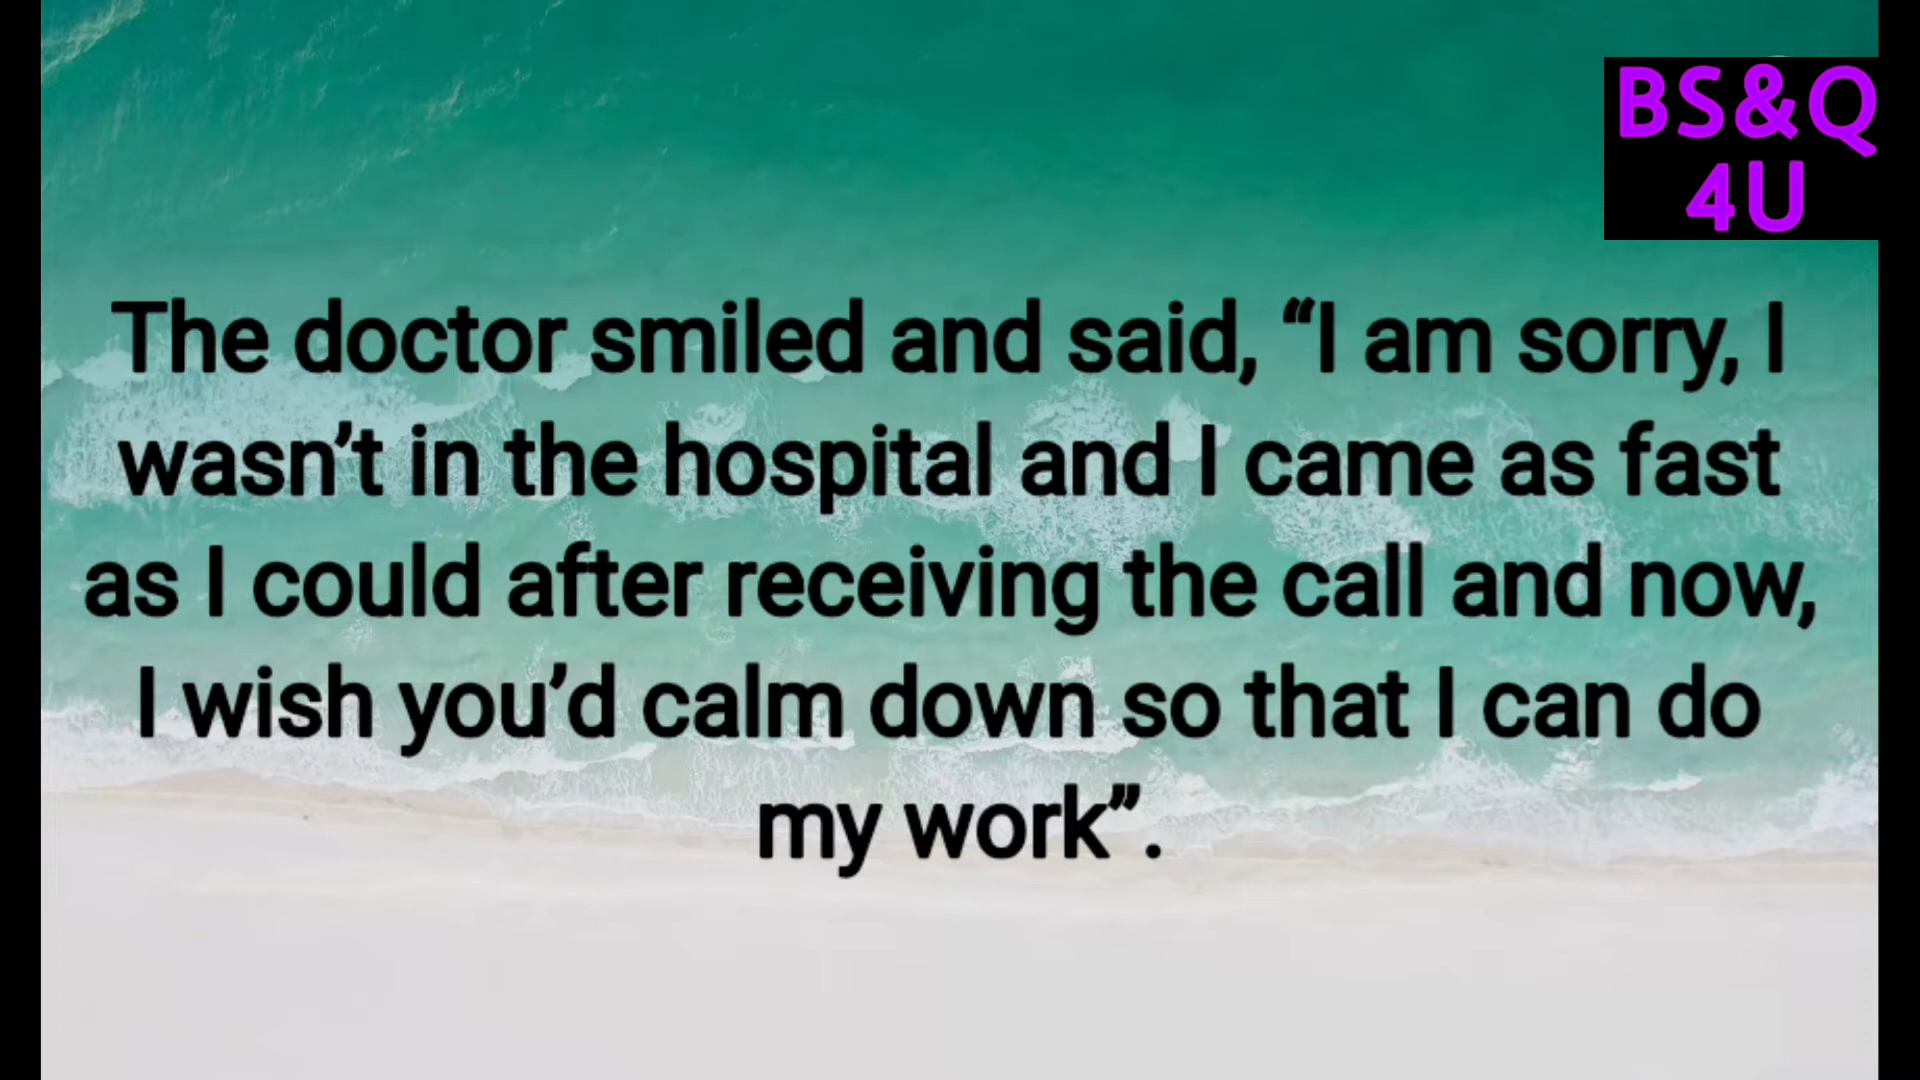 BS&Q
4U
The doctor smiled and said, “I am sorry, I
wasn’t in the hospital and I came as fast
as I could after receiving the call and now,
I wish you’d calm down so that I can do
my work”.